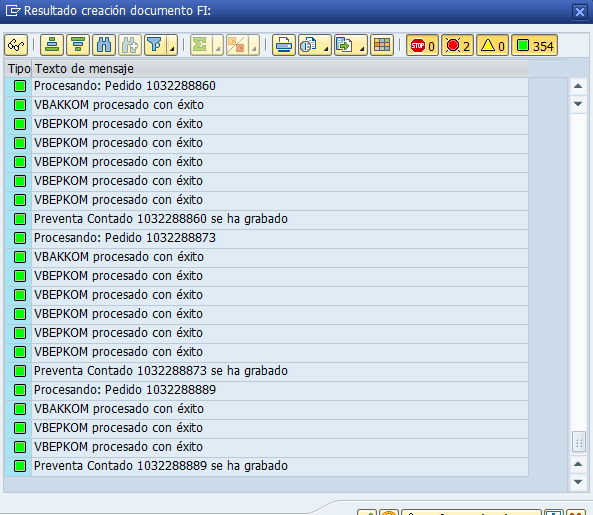 Resultado creación documento FI:
STOP 0 2 0 354
Tipo Texto de mensaje
Procesando: Pedido 1032288860
VBAKKOM procesado con éxito
VBEPKOM procesado con éxito
VBEPKOM procesado con éxito
VBEPKOM procesado con éxito
VBEPKOM procesado con éxito
VBEPKOM procesado con éxito
Preventa Contado 1032288860 se ha grabado
Procesando: Pedido 1032288873
VBAKKOM procesado con éxito
VBEPKOM procesado con éxito
VBEPKOM procesado con éxito
VBEPKOM procesado con éxito
VBEPKOM procesado con éxito
VBEPKOM procesado con éxito
Preventa Contado 1032288873 se ha grabado
Procesando: Pedido 1032288889
VBAKKOM procesado con éxito
VBEPKOM procesado con éxito
VBEPKOM procesado con éxito
Preventa Contado 1032288889 se ha grabado